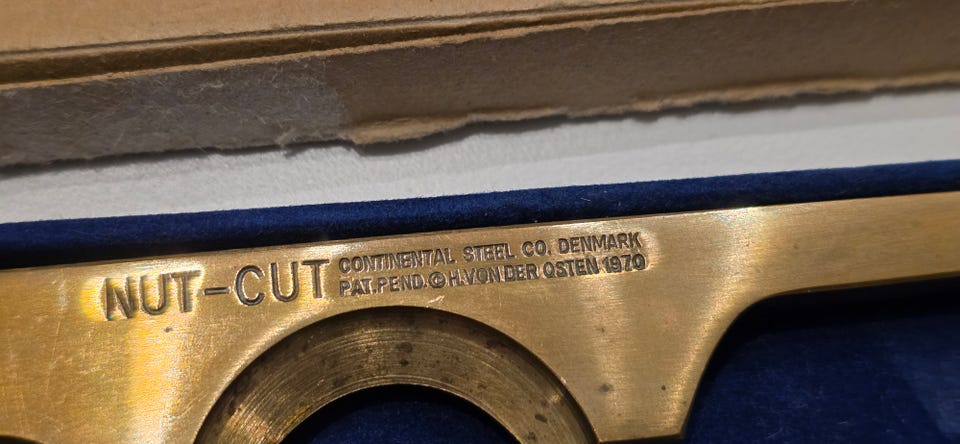 NUT-CUT
CONTINENTAL STEEL CO. DENMARK
PAT.PEND.©H.VON DER OSTEN 1970